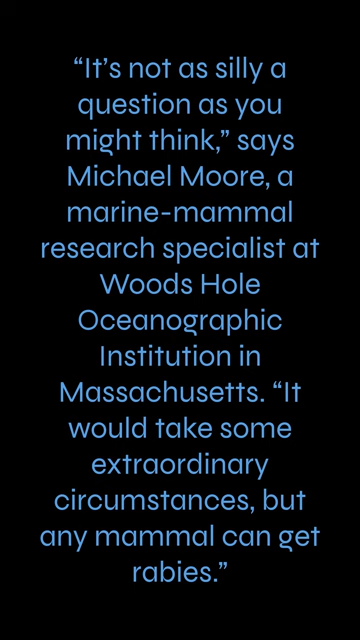 “It’s not as silly a
question as you
might think,” says
Michael Moore, a
marine-mammal
research specialist at
Woods Hole
Oceanographic
Institution in
Massachusetts. “It
would take some
extraordinary
circumstances, but
any mammal can get
rabies.”